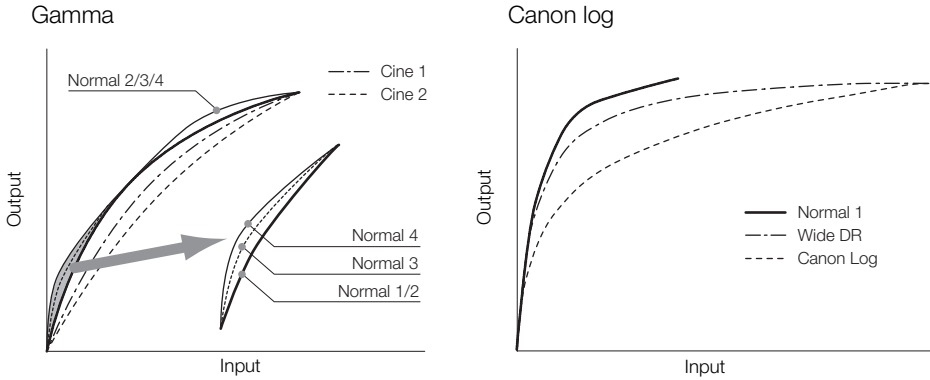 Gamma
Normal 2/3/4
Cine 1
Cine 2
Output
Normal 4
Normal 3
Normal 1/2
Input
Canon log
Output
Normal 1
Wide DR
Canon Log
Input